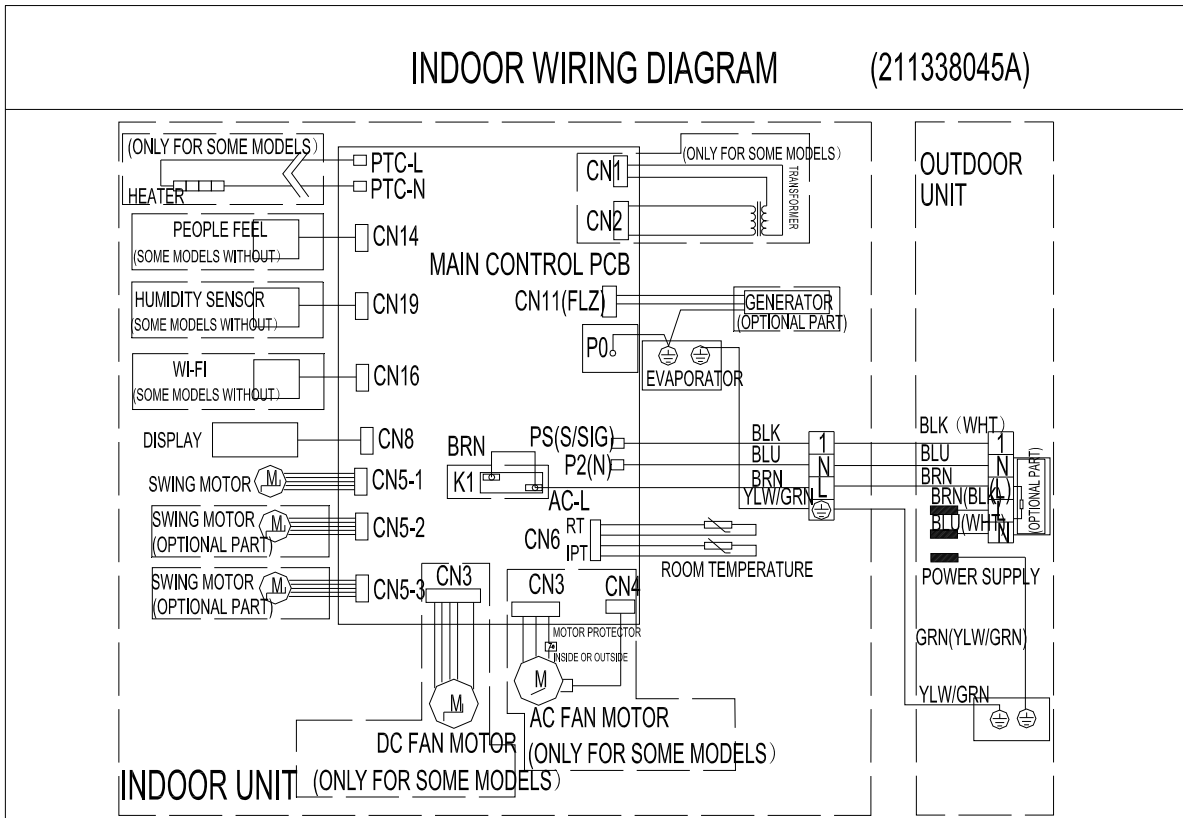 INDOOR WIRING DIAGRAM (211338045A)
(ONLY FOR SOME MODELS)
HEATER
PTC-L
PTC-N
PEOPLE FEEL
(SOME MODELS WITHOUT)
CN14
HUMIDITY SENSOR
(SOME MODELS WITHOUT)
CN19
WI-FI
(SOME MODELS WITHOUT)
CN16
DISPLAY
CN8
SWING MOTOR
M
CN5-1
SWING MOTOR
(OPTIONAL PART)
M
CN5-2
SWING MOTOR
(OPTIONAL PART)
M
CN5-3
CN1
CN2
(ONLY FOR SOME MODELS)
TRANSFORMER
MAIN CONTROL PCB
CN11(FLZ)
GENERATOR
(OPTIONAL PART)
P0
EVAPORATOR
PS(S/SIG)
P2(N)
BRN
K1
AC-L
BLK
BLU
BRN
YLW/GRN
1
N
L
CN6
RT
IPT
ROOM TEMPERATURE
CN3
CN3
CN4
MOTOR PROTECTOR
INSIDE OR OUTSIDE
M
M
DC FAN MOTOR
(ONLY FOR SOME MODELS)
AC FAN MOTOR
(ONLY FOR SOME MODELS)
INDOOR UNIT
OUTDOOR
UNIT
BLK (WHT)
BLU
BRN
BRN(BLK)
BLU(WHT)
1
N
(L)
L
N
(OPTIONAL PART)
POWER SUPPLY
GRN(YLW/GRN)
YLW/GRN